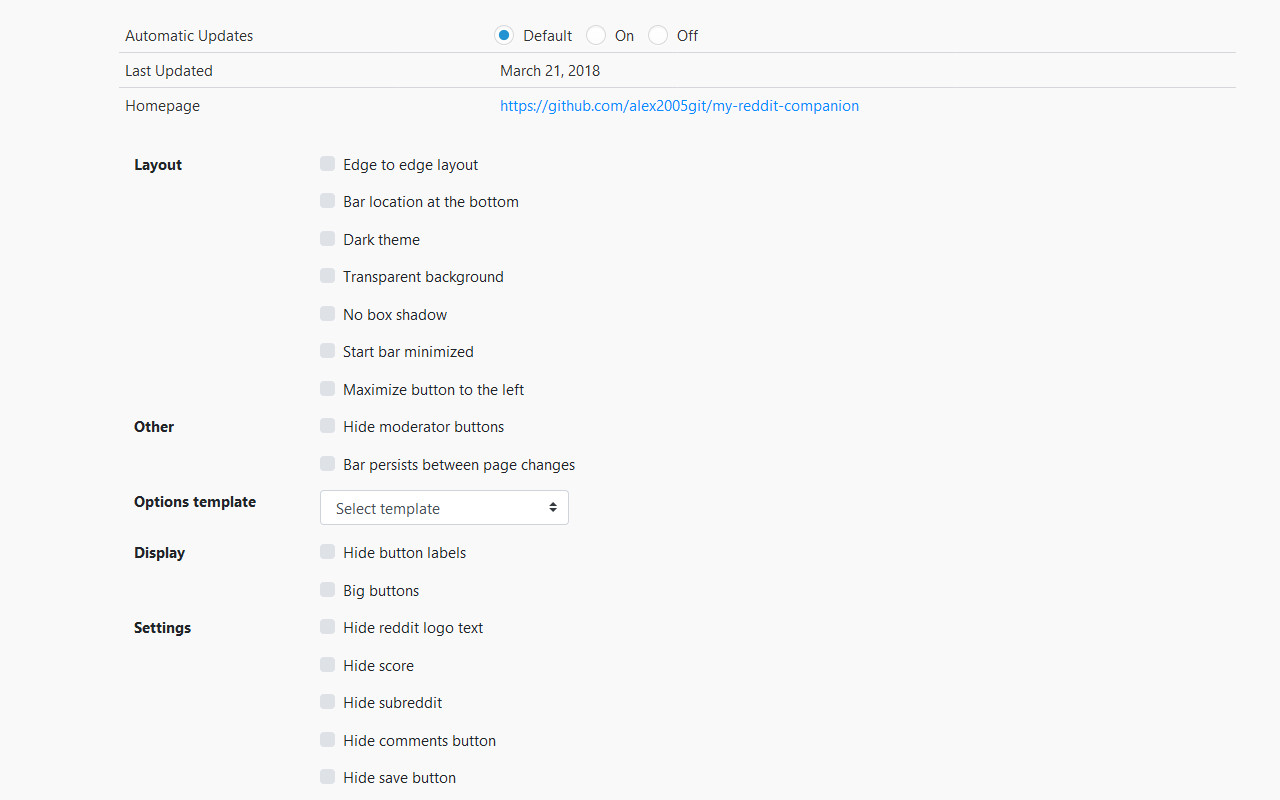 Automatic Updates Default On Off
Last Updated March 21, 2018
Homepage https://github.com/alex2005git/my-reddit-companion
Layout Edge to edge layout
Bar location at the bottom
Dark theme
Transparent background
No box shadow
Start bar minimized
Maximize button to the left
Other Hide moderator buttons
Bar persists between page changes
Options template Select template
Display Hide button labels
Big buttons
Settings Hide reddit logo text
Hide score
Hide subreddit
Hide comments button
Hide save button